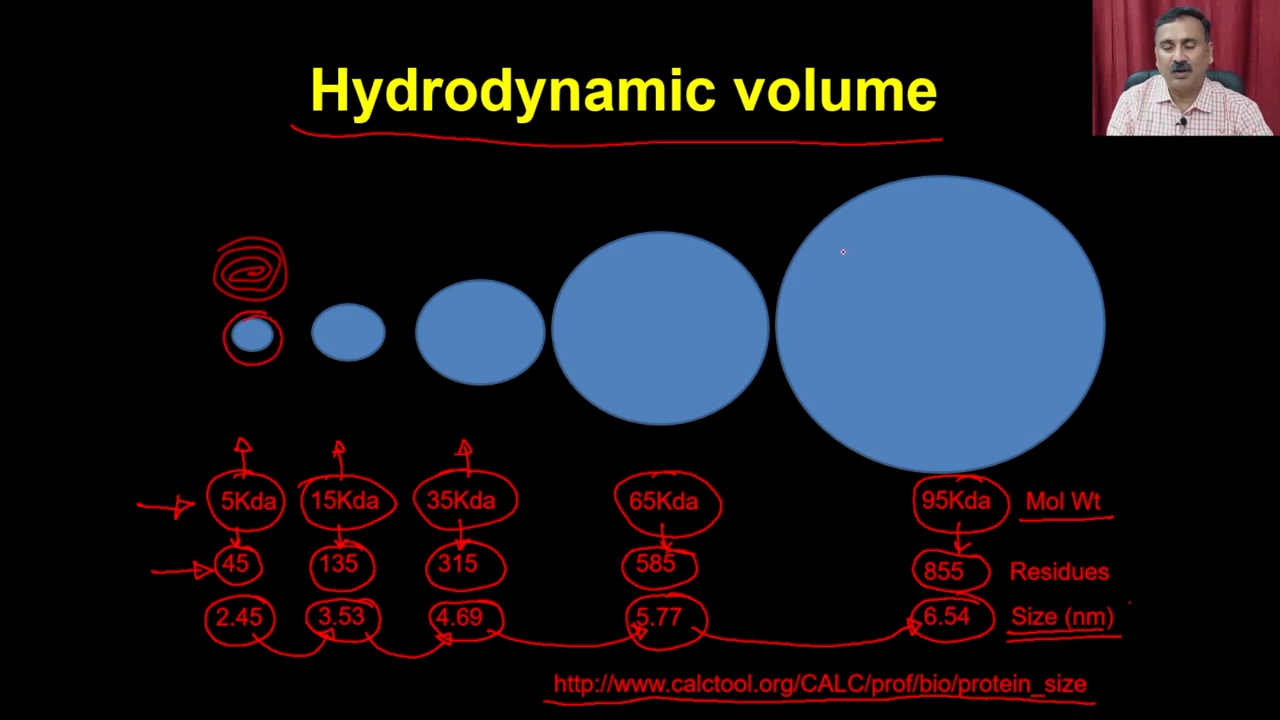 Hydrodynamic volume
5Kda 15Kda 35Kda 65Kda 95Kda Mol Wt
45 135 315 585 855 Residues
2.45 3.53 4.69 5.77 6.54 Size (nm)
http://www.calctool.org/CALC/prof/bio/protein_size